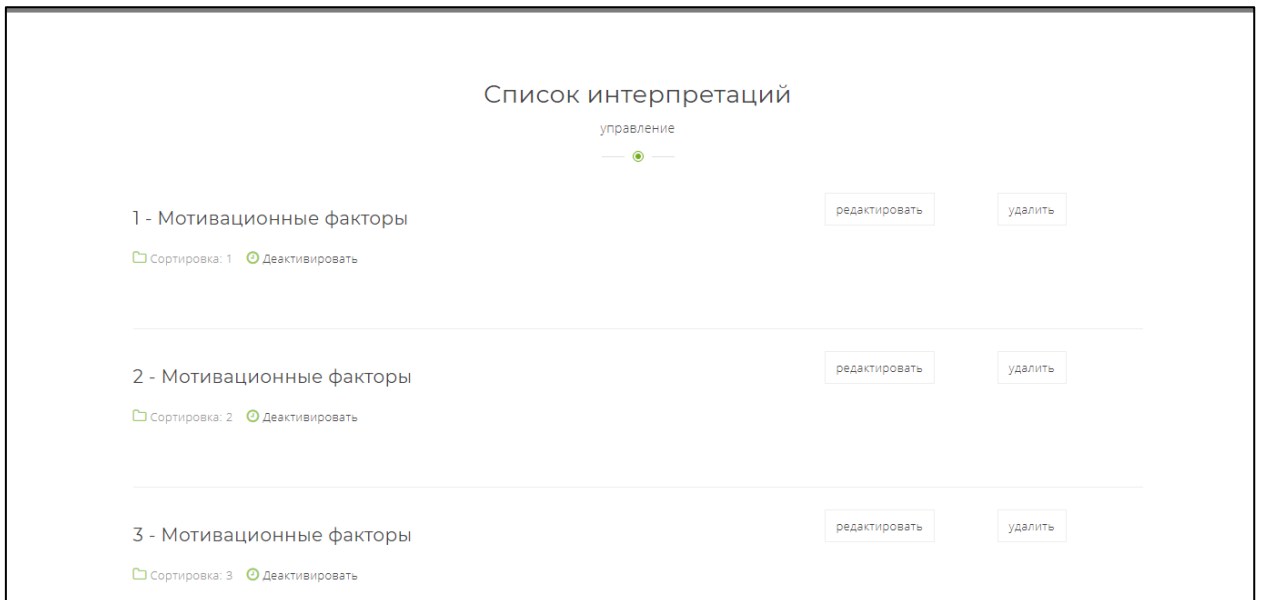 Список интерпретаций
управление
1 - Мотивационные факторы
редактировать
удалить
Сортировка: 1 Деактивировать
2 - Мотивационные факторы
редактировать
удалить
Сортировка: 2 Деактивировать
3 - Мотивационные факторы
редактировать
удалить
Сортировка: 3 Деактивировать